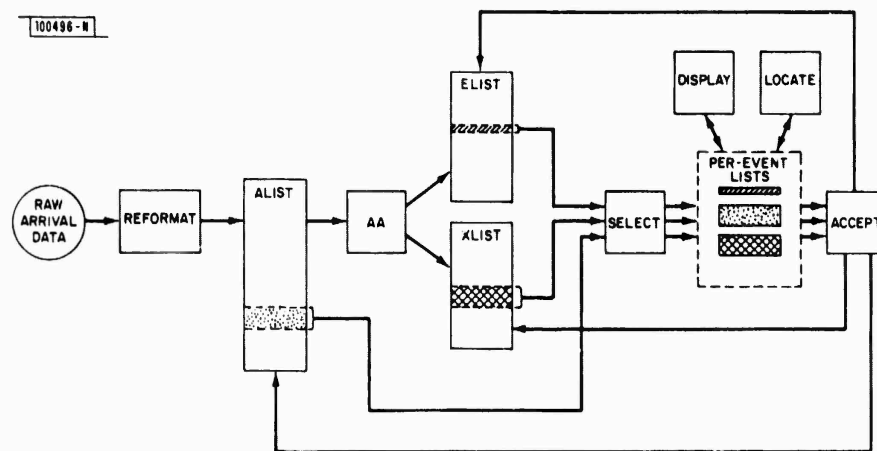 100496-N
ELIST
DISPLAY
LOCATE
PER-EVENT
LISTS
ALIST
RAW
ARRIVAL
DATA
REFORMAT
AA
XLIST
SELECT
ACCEPT